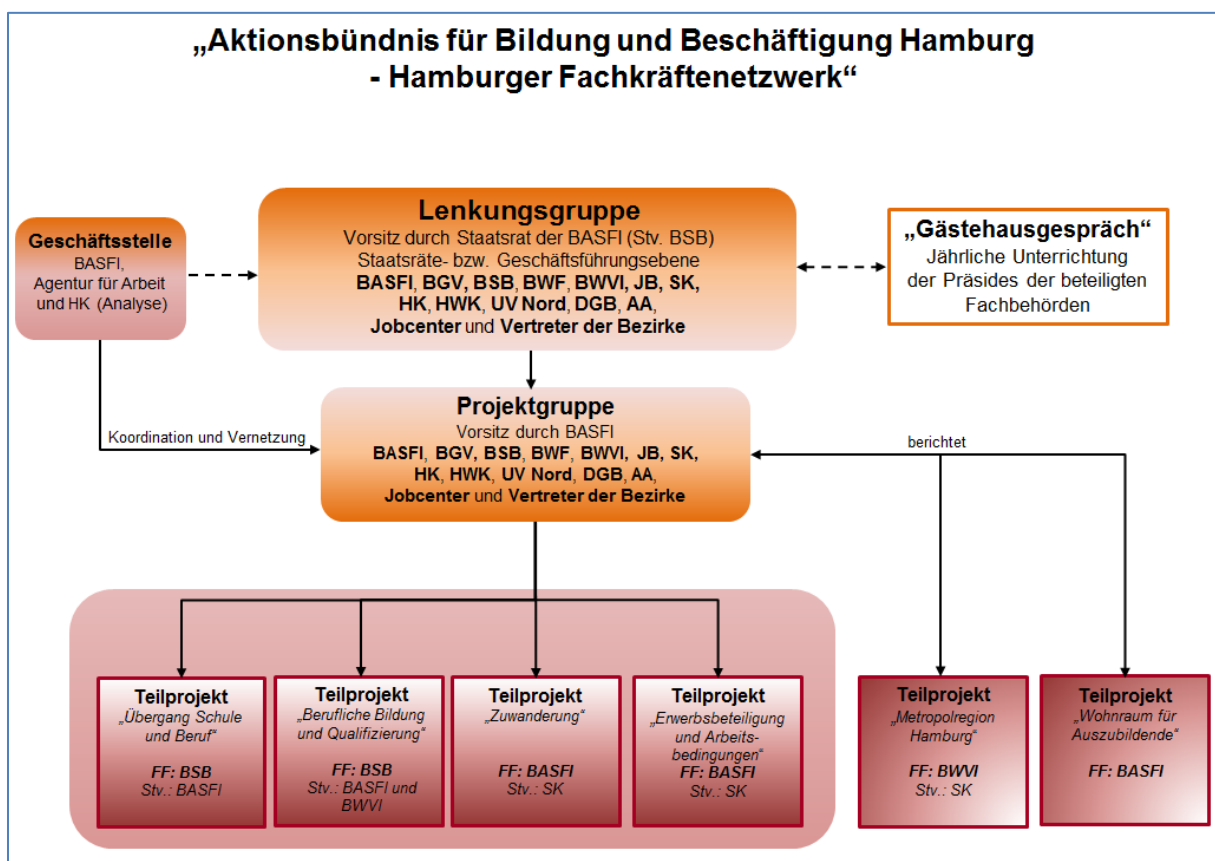 „Aktionsbündnis für Bildung und Beschäftigung Hamburg
- Hamburger Fachkräftenetzwerk“
Geschäftsstelle
BASFI,
Agentur für Arbeit
und HK (Analyse)
Lenkungsgruppe
Vorsitz durch Staatsrat der BASFI (Stv. BSB)
Staatsräte- bzw. Geschäftsführungsebene
BASFI, BGV, BSB, BWF, BWVI, JB, SK,
HK, HWK, UV Nord, DGB, AA,
Jobcenter und Vertreter der Bezirke
„Gästehausgespräch“
Jährliche Unterrichtung
der Präsides der beteiligten
Fachbehörden
Koordination und Vernetzung
Projektgruppe
Vorsitz durch BASFI
BASFI, BGV, BSB, BWF, BWVI, JB, SK,
HK, HWK, UV Nord, DGB, AA,
Jobcenter und Vertreter der Bezirke
berichtet
Teilprojekt
„Übergang Schule
und Beruf“
FF: BSB
Stv.: BASFI
Teilprojekt
„Berufliche Bildung
und Qualifizierung“
FF: BSB
Stv.: BASFI und
BWVI
Teilprojekt
„Zuwanderung“
FF: BASFI
Stv.: SK
Teilprojekt
„Erwerbsbeteiligung
und Arbeits-
bedingungen“
FF: BASFI
Stv.: SK
Teilprojekt
„Metropolregion
Hamburg“
FF: BWVI
Stv.: SK
Teilprojekt
„Wohnraum für
Auszubildende“
FF: BASFI